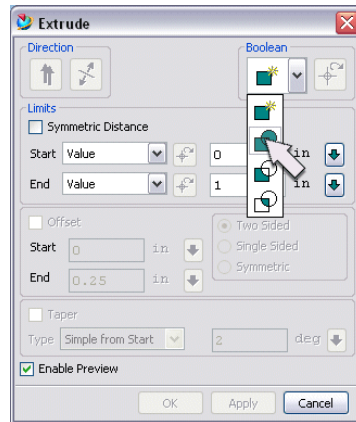 Extrude
Direction
Boolean
Limits
Symmetric Distance
Start Value 0 in
End Value 1 in
Offset
Start 0 in
End 0.25 in
Two Sided
Single Sided
Symmetric
Taper
Type Simple from Start 2 deg
Enable Preview
OK Apply Cancel